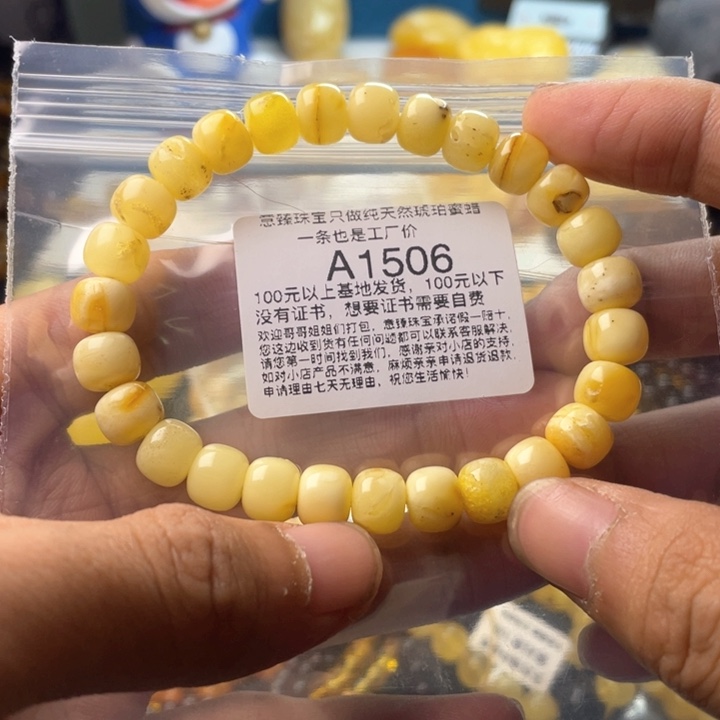 意臻珠宝只做纯天然琥珀蜜蜡
一条也是工厂价
A1506
100元以上基地发货，100元以下
没有证书，想要证书需要自费
欢迎哥哥姐姐们打包，意臻珠宝承诺假一赔十，
您这边收到货有任何问题都可以联系客服解决，
请您第一时间找到我们，感谢亲对小店的支持，
如对小店产品不满意，麻烦亲亲申请退货退款，
申请理由七天无理由，祝您生活愉快！